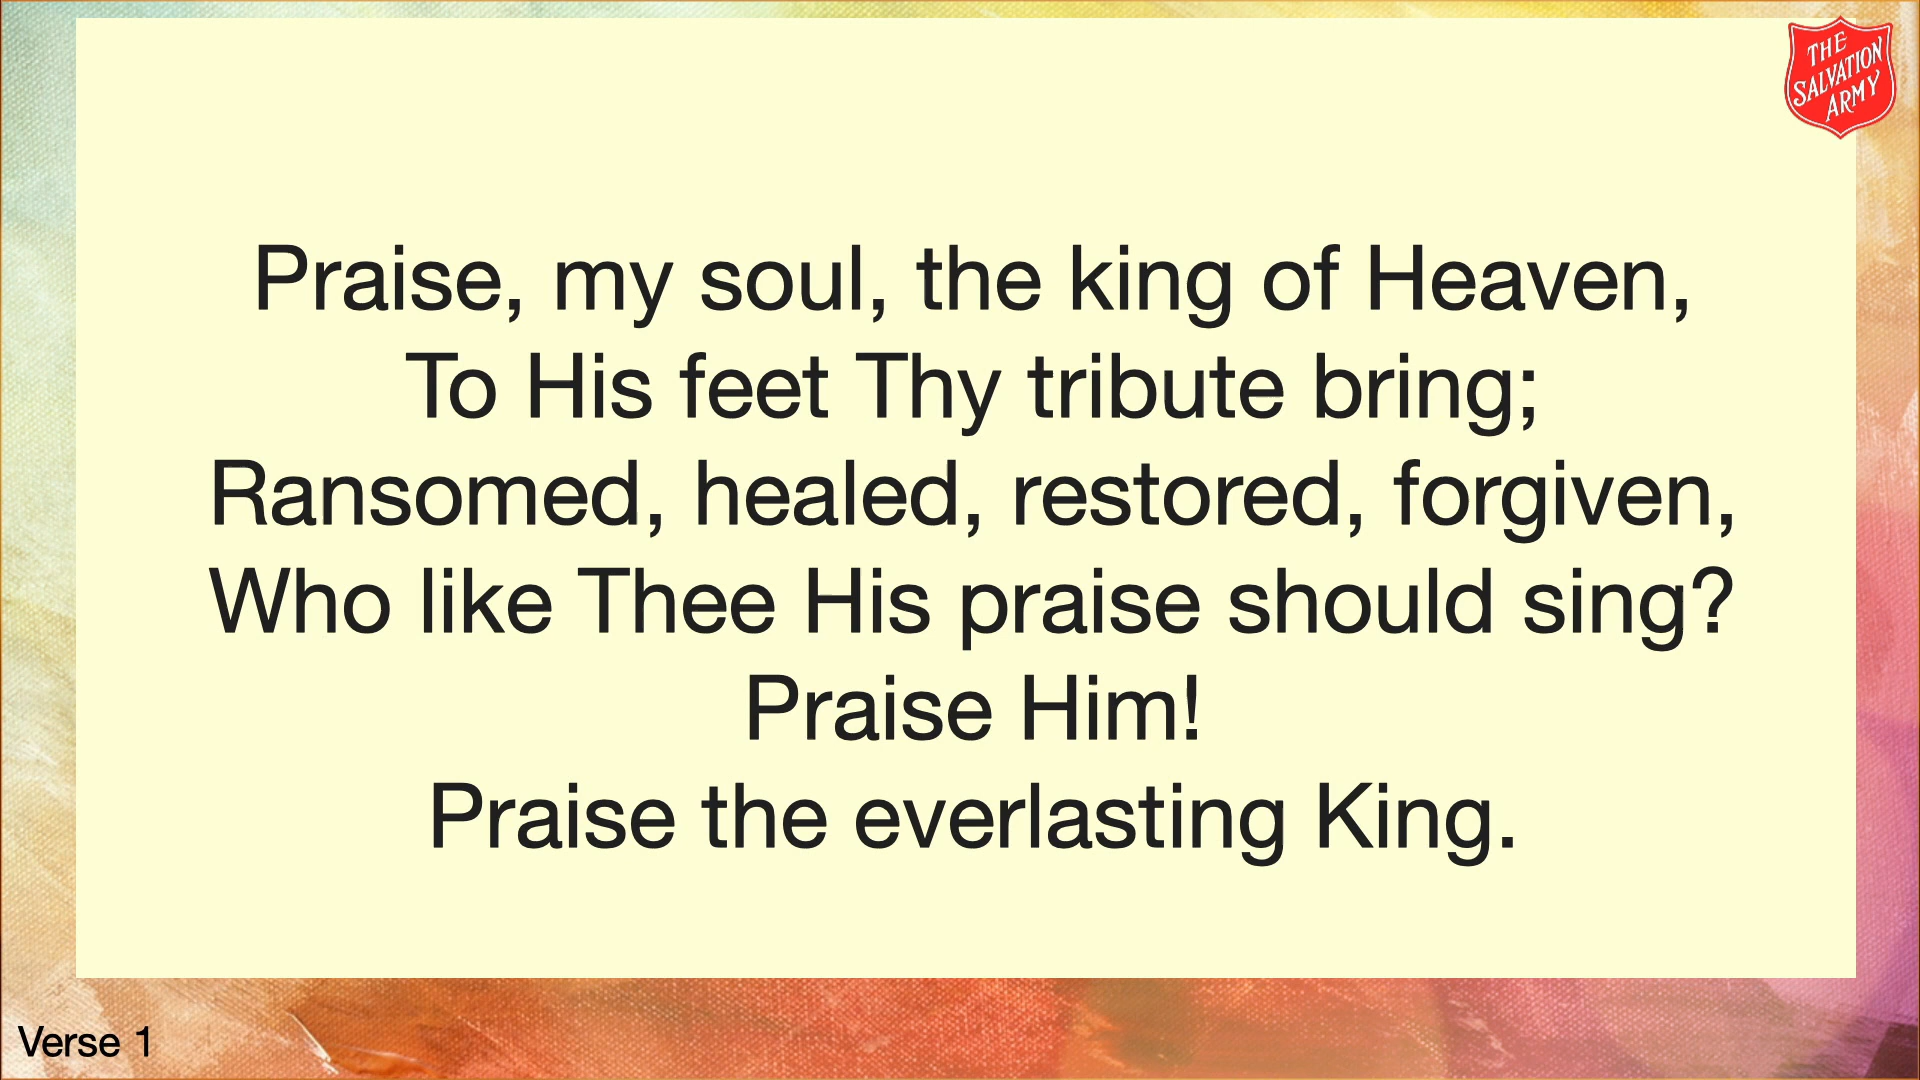 THE
SALVATION
ARMY
Praise, my soul, the king of Heaven,
To His feet Thy tribute bring;
Ransomed, healed, restored, forgiven,
Who like Thee His praise should sing?
Praise Him!
Praise the everlasting King.
Verse 1